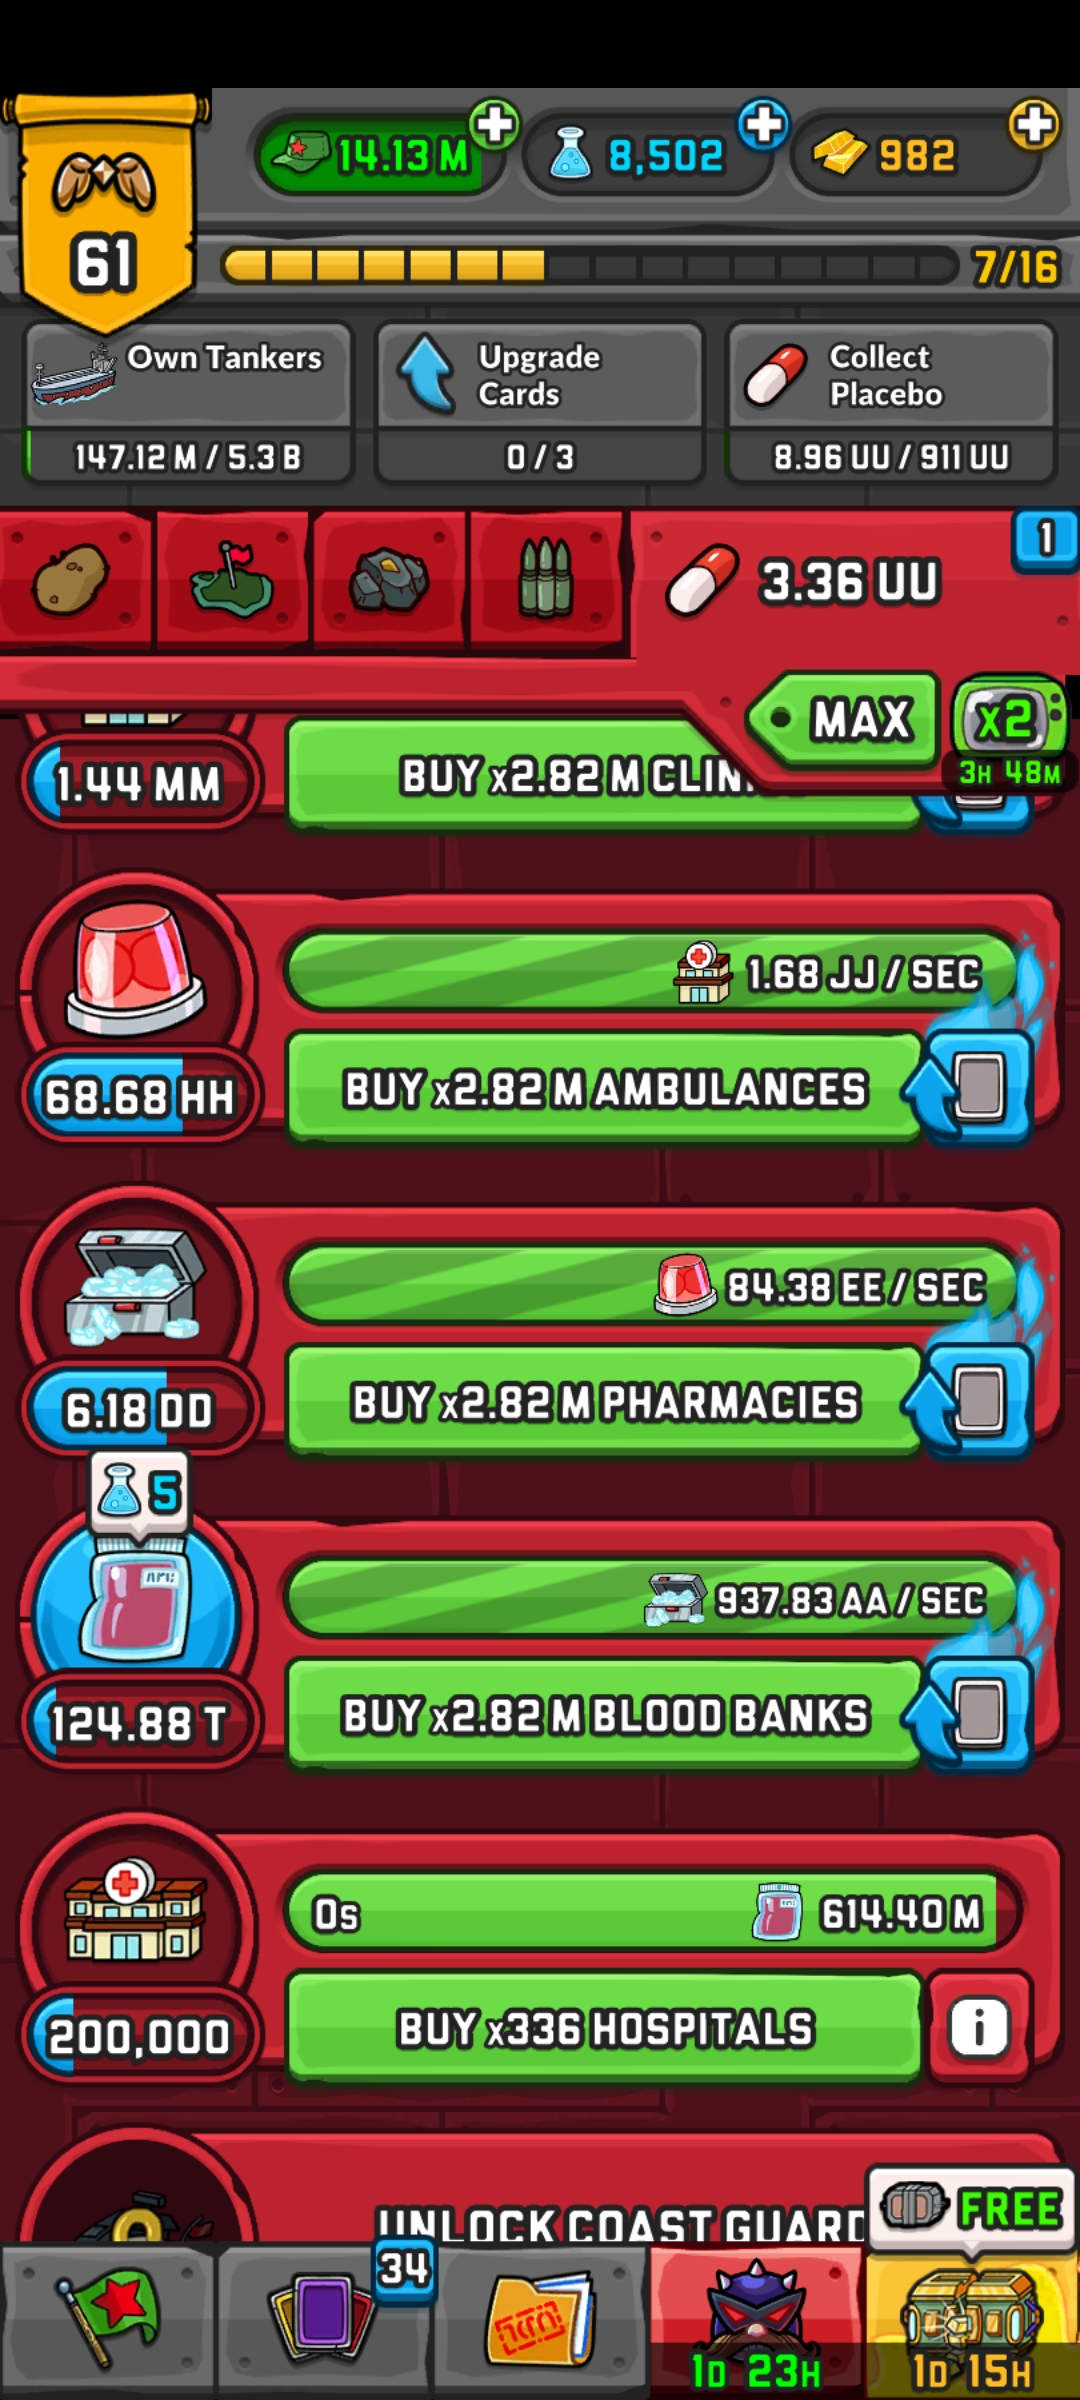 14.13 M
8,502
982
61
7/16
Own Tankers
147.12 M / 5.3 B
Upgrade
Cards
0 / 3
Collect
Placebo
8.96 UU / 911 UU
1
3.36 UU
MAX
x2
3H 48M
1.44 MM
BUY x2.82 M
1.68 JJ / SEC
68.68 HH
BUY x2.82 M AMBULANCES
84.38 EE / SEC
6.18 DD
BUY x2.82 M PHARMACIES
5
937.83 AA / SEC
124.88 T
BUY x2.82 M BLOOD BANKS
0s
614.40 M
200,000
BUY x336 HOSPITALS
i
UNLOCK COAST GUARD
FREE
34
1D 23H
1D 15H